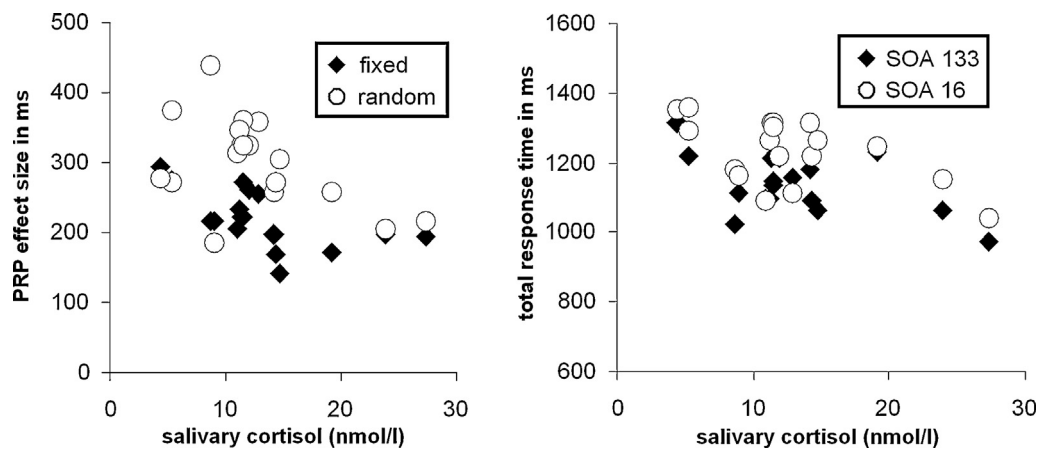 500
400
300
200
100
0
0 10 20 30
PRP effect size in ms
salivary cortisol (nmol/l)
fixed
random
1600
1400
1200
1000
800
600
0 10 20 30
total response time in ms
salivary cortisol (nmol/l)
SOA 133
SOA 16